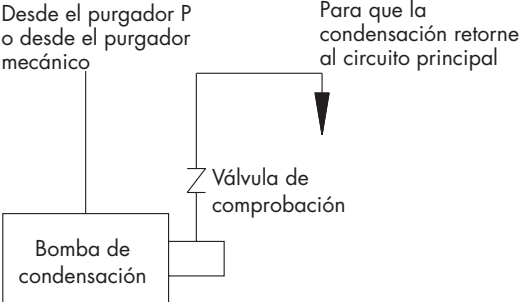 Desde el purgador P
o desde el purgador
mecánico
Para que la
condensación retorne
al circuito principal
Válvula de
comprobación
Bomba de
condensación